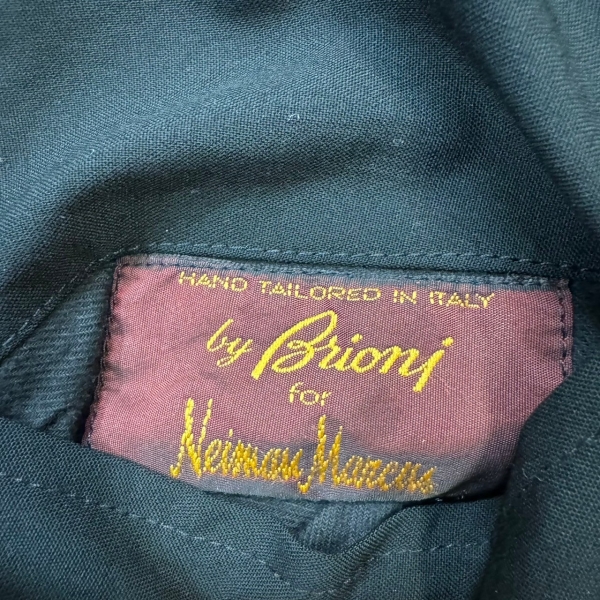 HAND TAILORED IN ITALY
by Brioni
for
Neiman Marcus